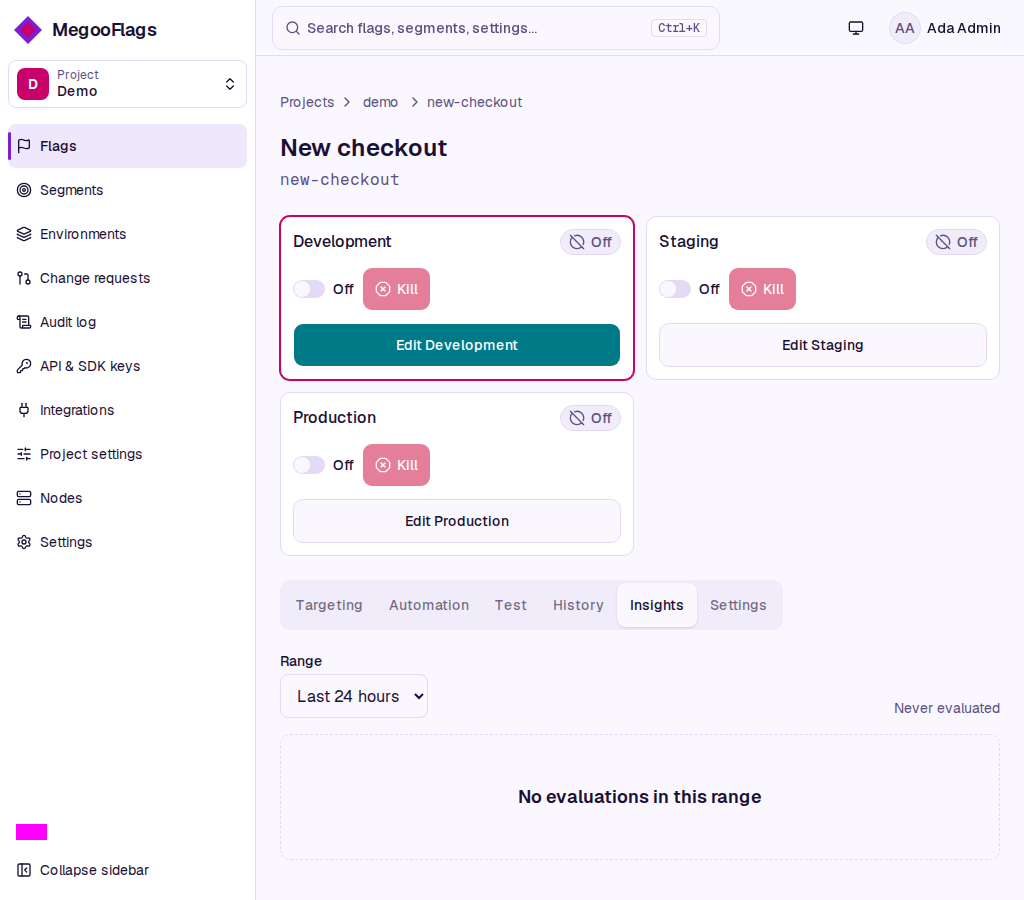 MegooFlags
Search flags, segments, settings... Ctrl+K
AA Ada Admin
D Project
Demo
Flags
Segments
Environments
Change requests
Audit log
API & SDK keys
Integrations
Project settings
Nodes
Settings
Collapse sidebar
Projects demo new-checkout
New checkout
new-checkout
Development Off
Off Kill
Edit Development
Staging Off
Off Kill
Edit Staging
Production Off
Off Kill
Edit Production
Targeting Automation Test History Insights Settings
Range
Last 24 hours
Never evaluated
No evaluations in this range